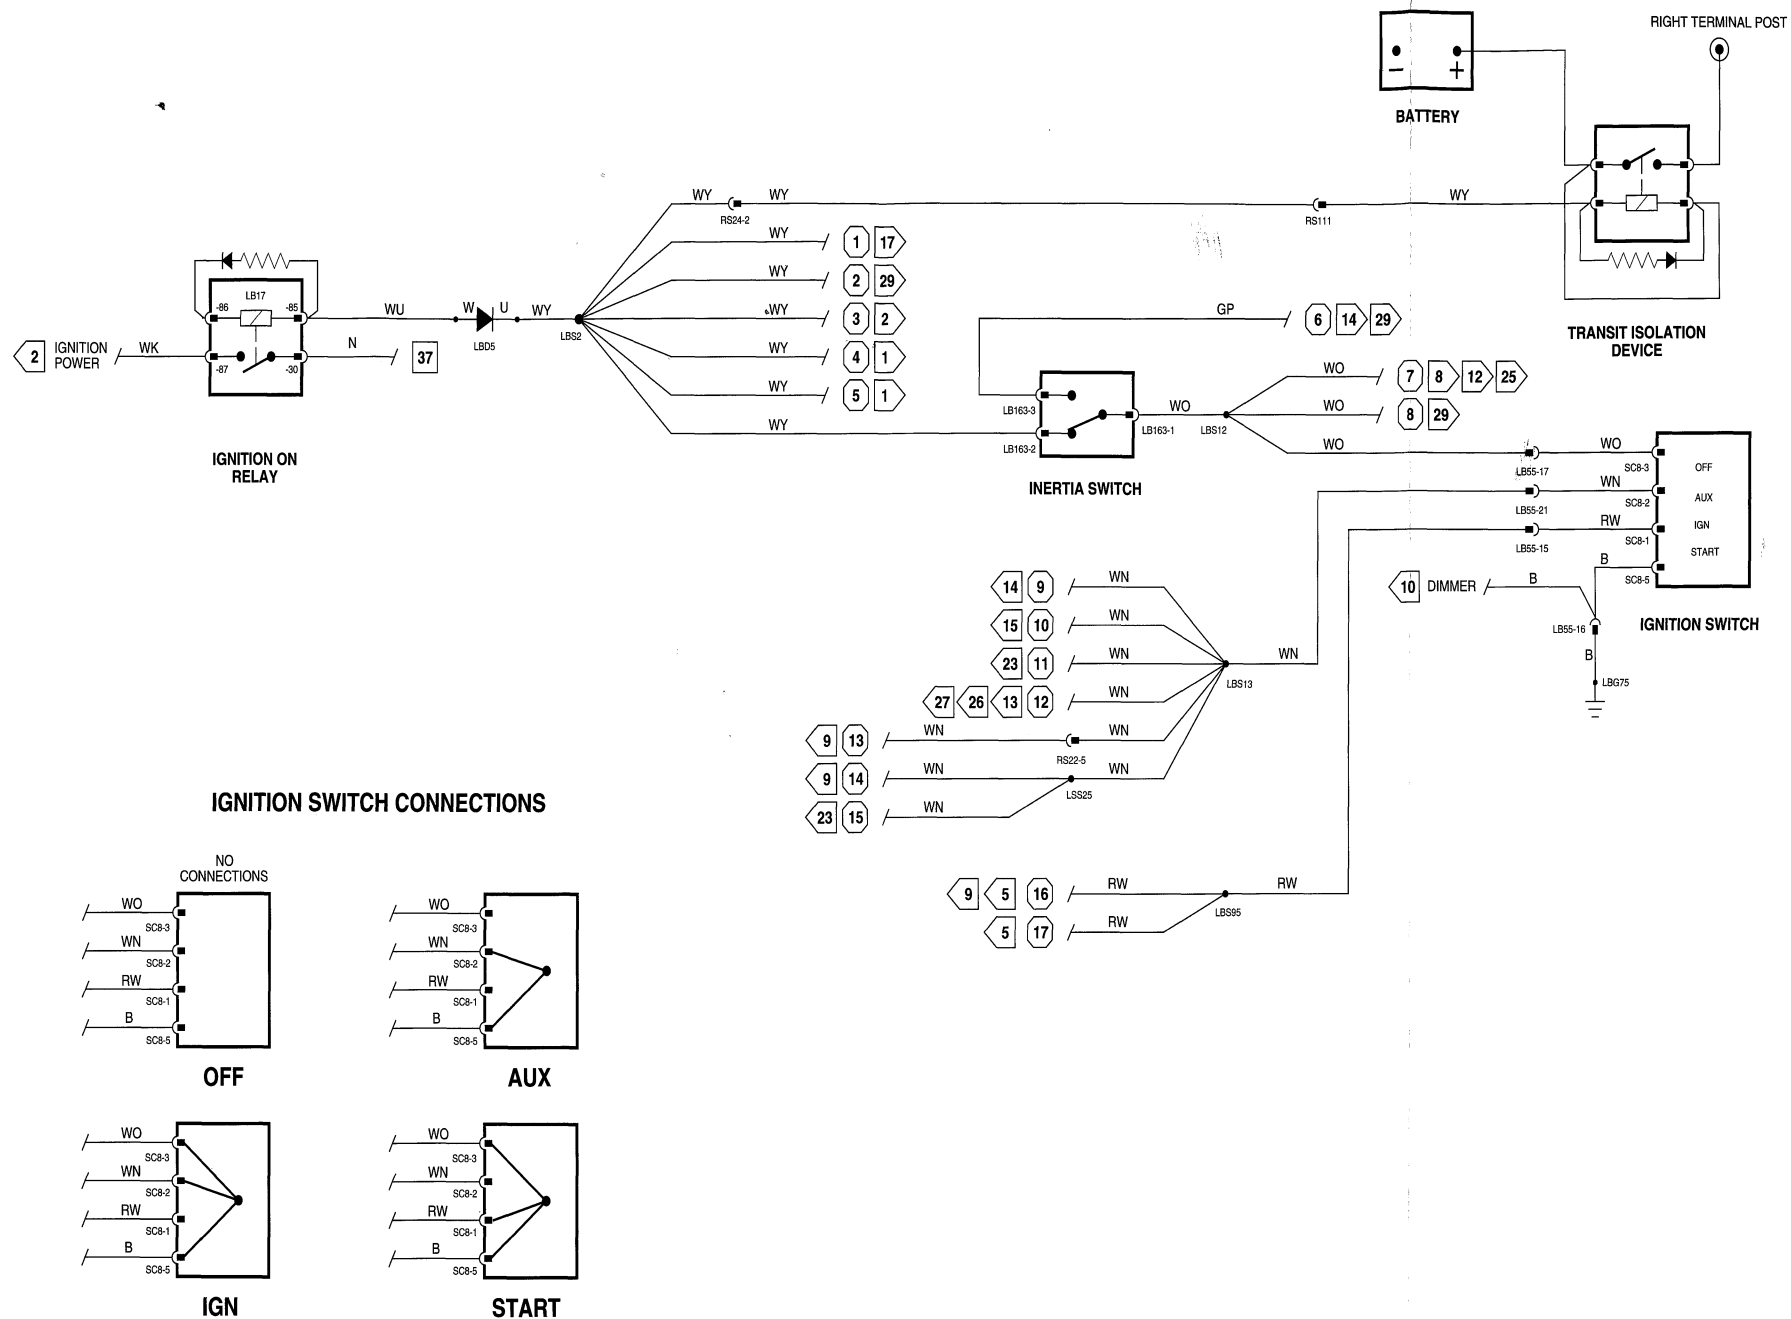 RIGHT TERMINAL POST
− +
BATTERY
WY WY WY
RS24-2 RS111
WY 1 17
WY 2 29
WY 3 2
WY 4 1
WY 5 1
WY
TRANSIT ISOLATION
DEVICE
LB17
-86 -85
-87 -30
2 IGNITION
POWER
WK
WU W U WY
LBD5 LBS2
N 37
IGNITION ON
RELAY
GP 6 14 29
LB163-3
LB163-2
LB163-1
INERTIA SWITCH
WO
LBS12
WO 7 8 12 25
WO 8 29
WO WO
LB55-17 SC8-3
WN
LB55-21 SC8-2
RW
LB55-15 SC8-1
B
SC8-5
OFF
AUX
IGN
START
IGNITION SWITCH
10 DIMMER B
LB55-16
B
LBG75
14 9 WN
15 10 WN
23 11 WN
27 26 13 12 WN
WN
LBS13
9 13 WN WN
RS22-5
9 14 WN WN
LSS25
23 15 WN
9 5 16 RW RW
LBS95
5 17 RW
IGNITION SWITCH CONNECTIONS
NO
CONNECTIONS
WO
SC8-3
WN
SC8-2
RW
SC8-1
B
SC8-5
OFF
WO
SC8-3
WN
SC8-2
RW
SC8-1
B
SC8-5
AUX
WO
SC8-3
WN
SC8-2
RW
SC8-1
B
SC8-5
IGN
WO
SC8-3
WN
SC8-2
RW
SC8-1
B
SC8-5
START